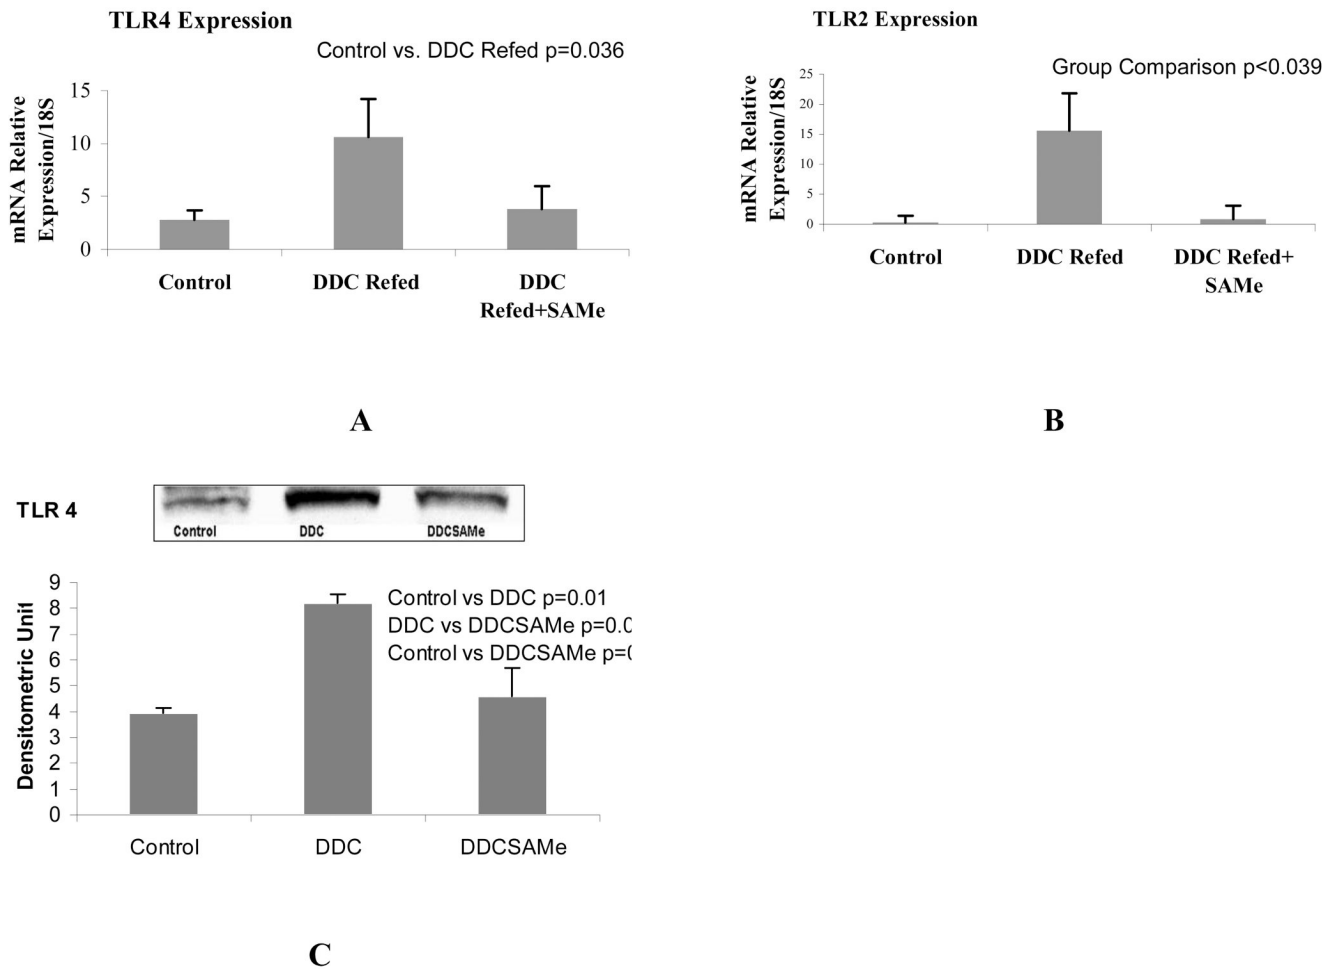 TLR4 Expression
Control vs. DDC Refed p=0.036
mRNA Relative
Expression/18S
15
10
5
0
Control
DDC Refed
DDC
Refed+SAMe
A
TLR2 Expression
Group Comparison p<0.039
mRNA Relative
Expression/18S
25
20
15
10
5
0
Control
DDC Refed
DDC Refed+
SAMe
B
TLR 4
Control DDC DDCSAMe
Densitometric Unit
9
8
7
6
5
4
3
2
1
0
Control vs DDC p=0.01
DDC vs DDCSAMe p=0.0
Control vs DDCSAMe
Control
DDC
DDCSAMe
C